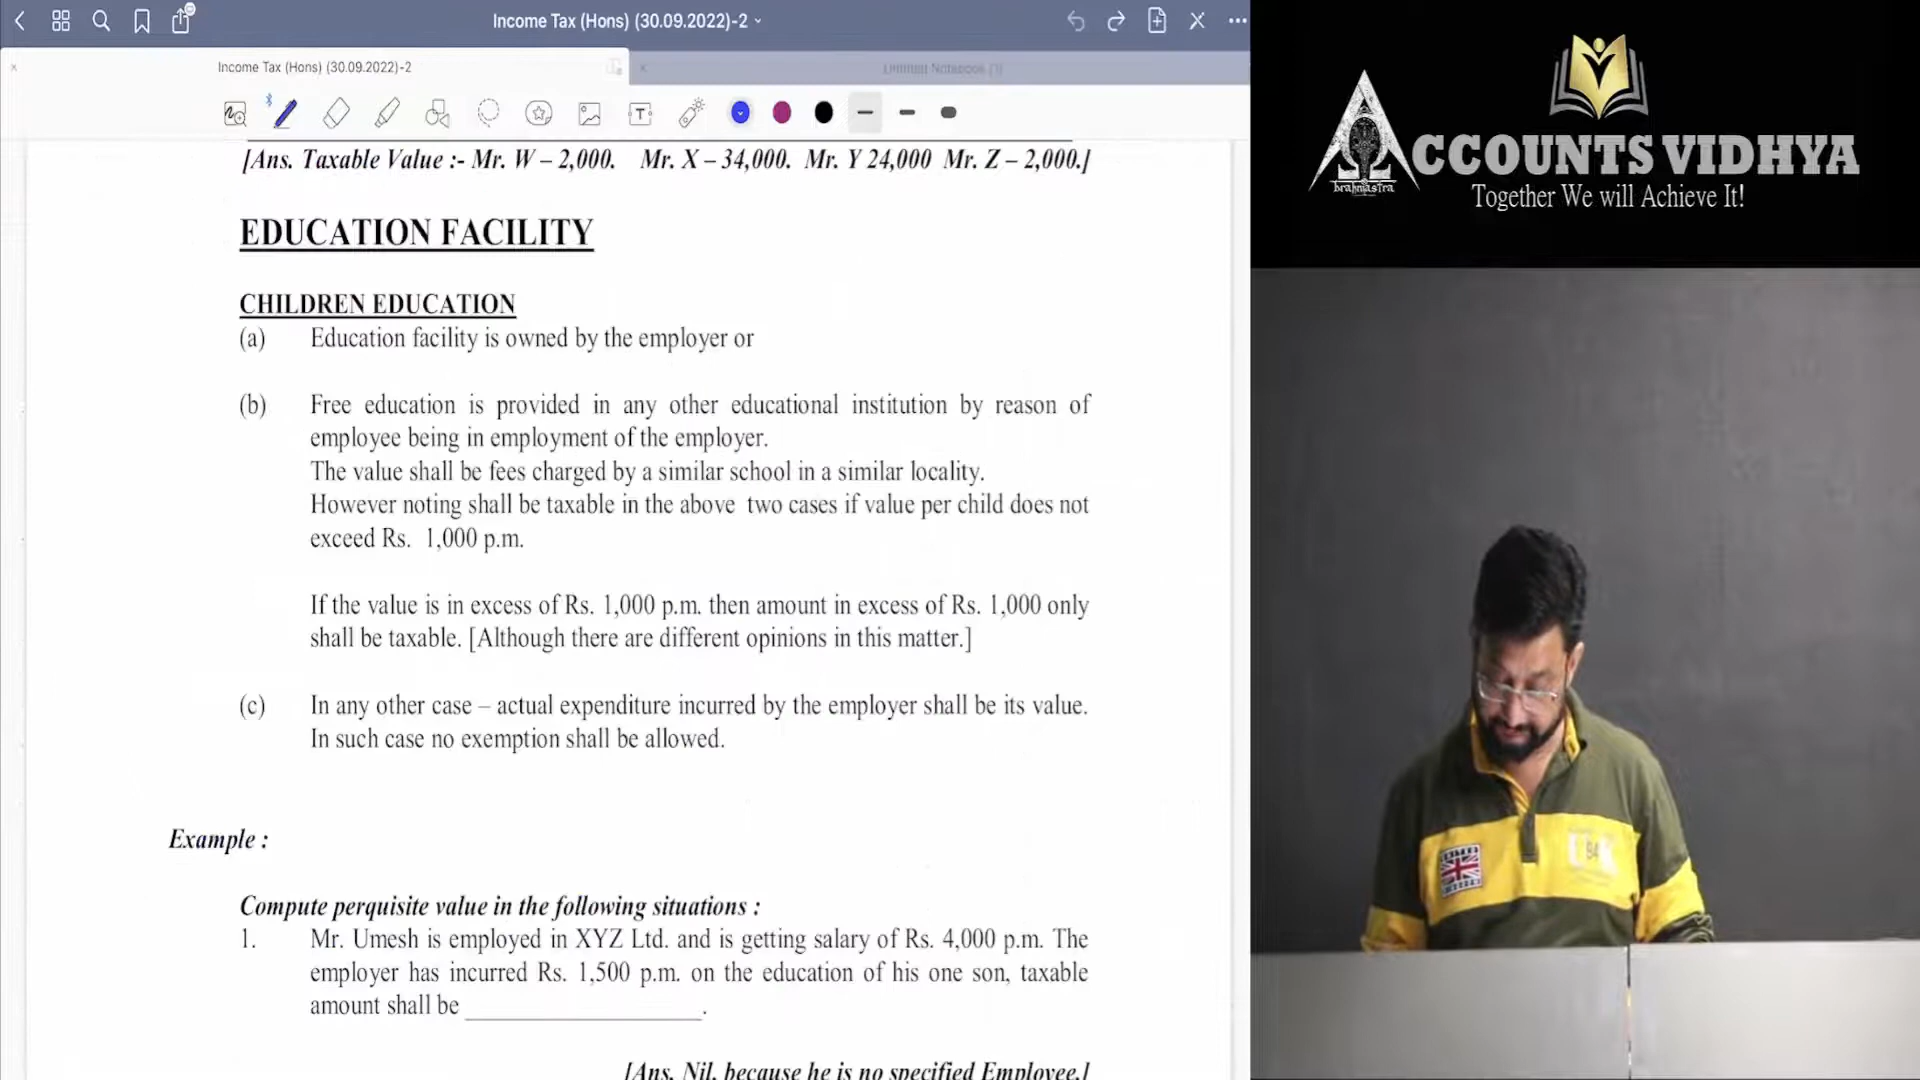 Income Tax (Hons) (30.09.2022)-2
Income Tax (Hons) (30.09.2022)-2
Untitled Notebook (1)
[Ans. Taxable Value :- Mr. W – 2,000. Mr. X – 34,000. Mr. Y 24,000 Mr. Z – 2,000.]
EDUCATION FACILITY
CHILDREN EDUCATION
(a) Education facility is owned by the employer or
(b) Free education is provided in any other educational institution by reason of
employee being in employment of the employer.
The value shall be fees charged by a similar school in a similar locality.
However noting shall be taxable in the above two cases if value per child does not
exceed Rs. 1,000 p.m.
If the value is in excess of Rs. 1,000 p.m. then amount in excess of Rs. 1,000 only
shall be taxable. [Although there are different opinions in this matter.]
(c) In any other case – actual expenditure incurred by the employer shall be its value.
In such case no exemption shall be allowed.
Example :
Compute perquisite value in the following situations :
1. Mr. Umesh is employed in XYZ Ltd. and is getting salary of Rs. 4,000 p.m. The
employer has incurred Rs. 1,500 p.m. on the education of his one son, taxable
amount shall be ____________________.
[Ans. Nil, because he is no specified Employee.]
ACCOUNTS VIDHYA
brahmastra
Together We will Achieve It!